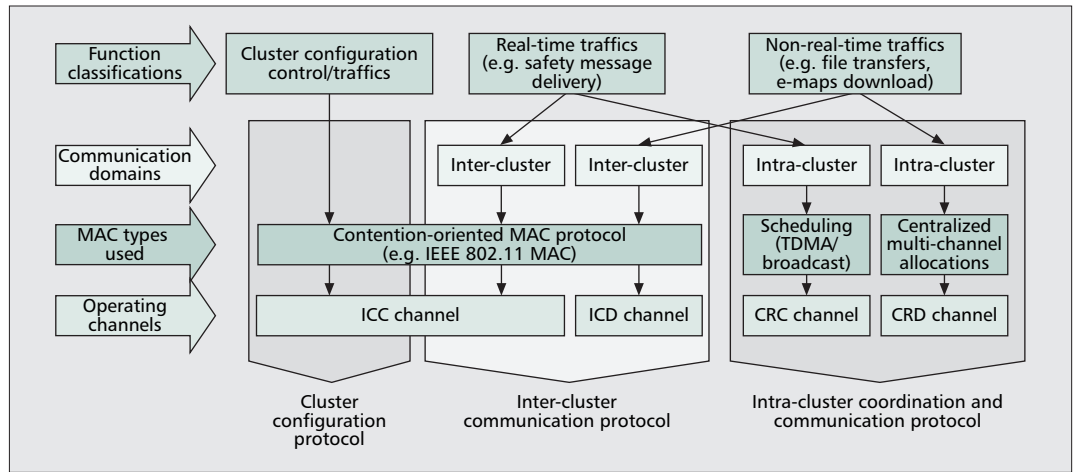 Function
classifications
Cluster configuration
control/traffics
Real-time traffics
(e.g. safety message
delivery)
Non-real-time traffics
(e.g. file transfers,
e-maps download)
Communication
domains
Inter-cluster
Inter-cluster
Intra-cluster
Intra-cluster
MAC types
used
Contention-oriented MAC protocol
(e.g. IEEE 802.11 MAC)
Scheduling
(TDMA/
broadcast)
Centralized
multi-channel
allocations
Operating
channels
ICC channel
ICD channel
CRC channel
CRD channel
Cluster
configuration
protocol
Inter-cluster
communication protocol
Intra-cluster coordination and
communication protocol